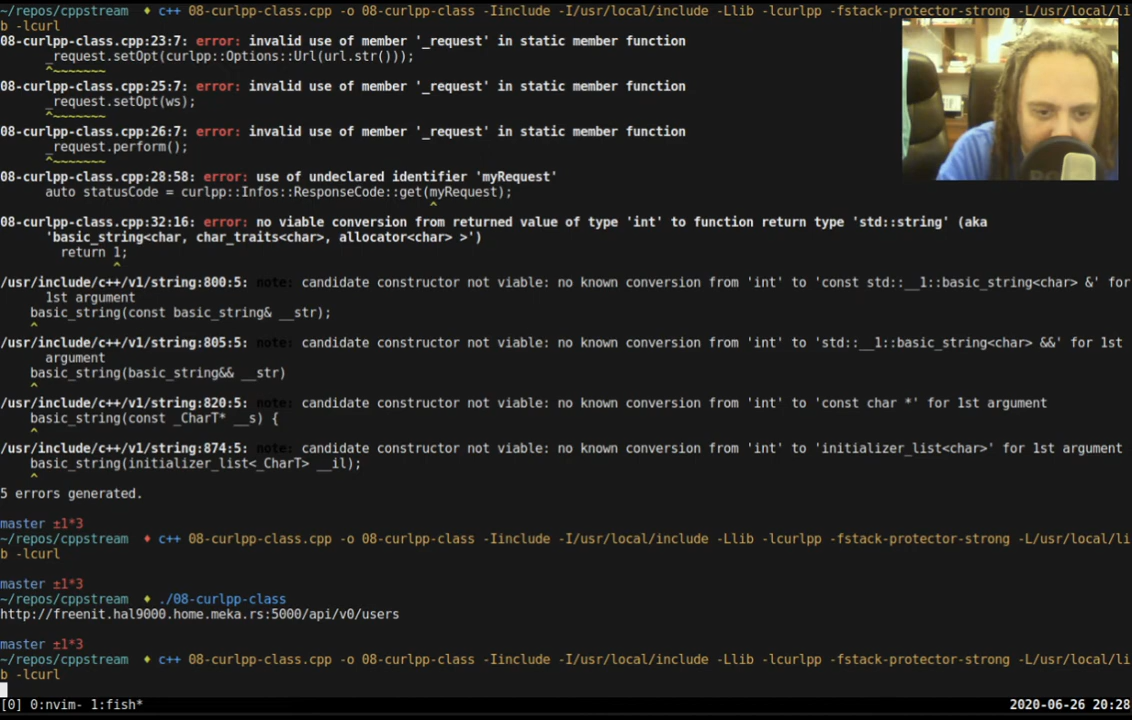 ~/repos/cppstream ♦ c++ 08-curlpp-class.cpp -o 08-curlpp-class -Iinclude -I/usr/local/include -Llib -lcurlpp -fstack-protector-strong -L/usr/local/li
b -lcurl
08-curlpp-class.cpp:23:7: error: invalid use of member '_request' in static member function
_request.setOpt(curlpp::Options::Url(url.str()));
^~~~~~~~
08-curlpp-class.cpp:25:7: error: invalid use of member '_request' in static member function
_request.setOpt(ws);
^~~~~~~~
08-curlpp-class.cpp:26:7: error: invalid use of member '_request' in static member function
_request.perform();
^~~~~~~~
08-curlpp-class.cpp:28:58: error: use of undeclared identifier 'myRequest'
auto statusCode = curlpp::Infos::ResponseCode::get(myRequest);
^
08-curlpp-class.cpp:32:16: error: no viable conversion from returned value of type 'int' to function return type 'std::string' (aka
'basic_string<char, char_traits<char>, allocator<char> >')
return 1;
^
/usr/include/c++/v1/string:800:5: note: candidate constructor not viable: no known conversion from 'int' to 'const std::__1::basic_string<char> &' for
1st argument
basic_string(const basic_string& __str);
^
/usr/include/c++/v1/string:805:5: note: candidate constructor not viable: no known conversion from 'int' to 'std::__1::basic_string<char> &&' for 1st
argument
basic_string(basic_string&& __str)
^
/usr/include/c++/v1/string:820:5: note: candidate constructor not viable: no known conversion from 'int' to 'const char *' for 1st argument
basic_string(const _CharT* __s) {
^
/usr/include/c++/v1/string:874:5: note: candidate constructor not viable: no known conversion from 'int' to 'initializer_list<char>' for 1st argument
basic_string(initializer_list<_CharT> __il);
^
5 errors generated.
master ±1*3
~/repos/cppstream ♦ c++ 08-curlpp-class.cpp -o 08-curlpp-class -Iinclude -I/usr/local/include -Llib -lcurlpp -fstack-protector-strong -L/usr/local/li
b -lcurl
master ±1*3
~/repos/cppstream ♦ ./08-curlpp-class
http://freenit.hal9000.home.meka.rs:5000/api/v0/users
master ±1*3
~/repos/cppstream ♦ c++ 08-curlpp-class.cpp -o 08-curlpp-class -Iinclude -I/usr/local/include -Llib -lcurlpp -fstack-protector-strong -L/usr/local/li
b -lcurl
[0] 0:nvim- 1:fish* 2020-06-26 20:28